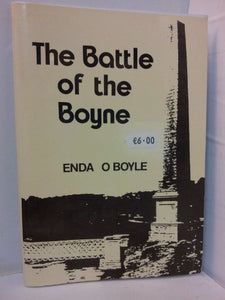 The Battle
of the
Boyne
€6.00
ENDA O BOYLE